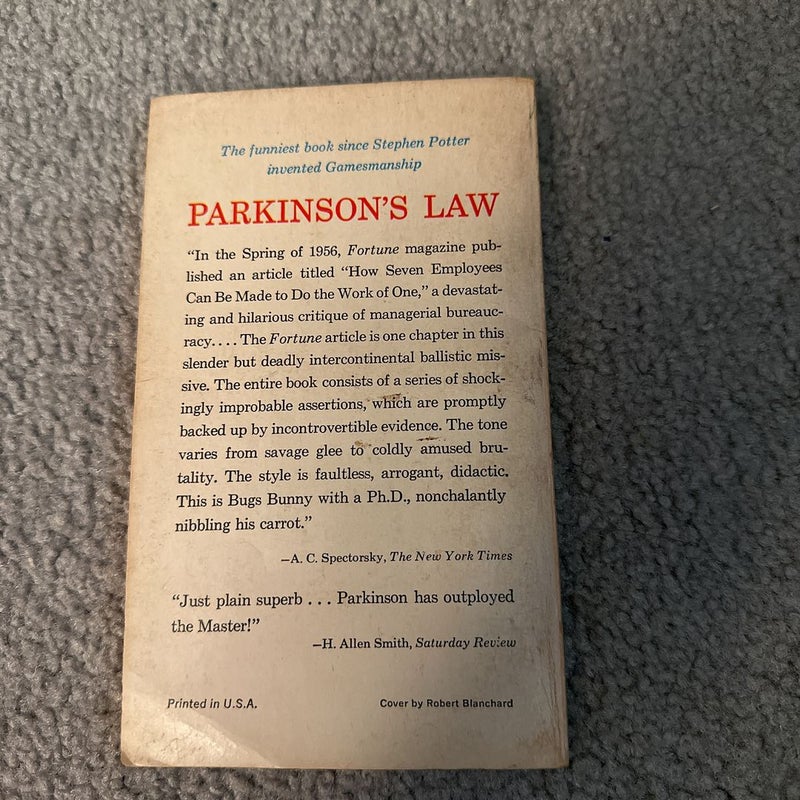 The funniest book since Stephen Potter
invented Gamesmanship
PARKINSON'S LAW
“In the Spring of 1956, Fortune magazine pub-
lished an article titled “How Seven Employees
Can Be Made to Do the Work of One,” a devastat-
ing and hilarious critique of managerial bureauc-
racy.... The Fortune article is one chapter in this
slender but deadly intercontinental ballistic mis-
sive. The entire book consists of a series of shock-
ingly improbable assertions, which are promptly
backed up by incontrovertible evidence. The tone
varies from savage glee to coldly amused bru-
tality. The style is faultless, arrogant, didactic.
This is Bugs Bunny with a Ph.D., nonchalantly
nibbling his carrot.”
—A. C. Spectorsky, The New York Times
“Just plain superb ... Parkinson has outployed
the Master!”
—H. Allen Smith, Saturday Review
Printed in U.S.A.
Cover by Robert Blanchard